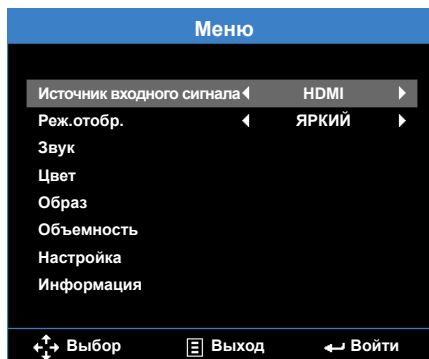 Меню
Источник входного сигнала HDMI
Реж.отобр. ЯРКИЙ
Звук
Цвет
Образ
Объемность
Настройка
Информация
Выбор Выход Войти